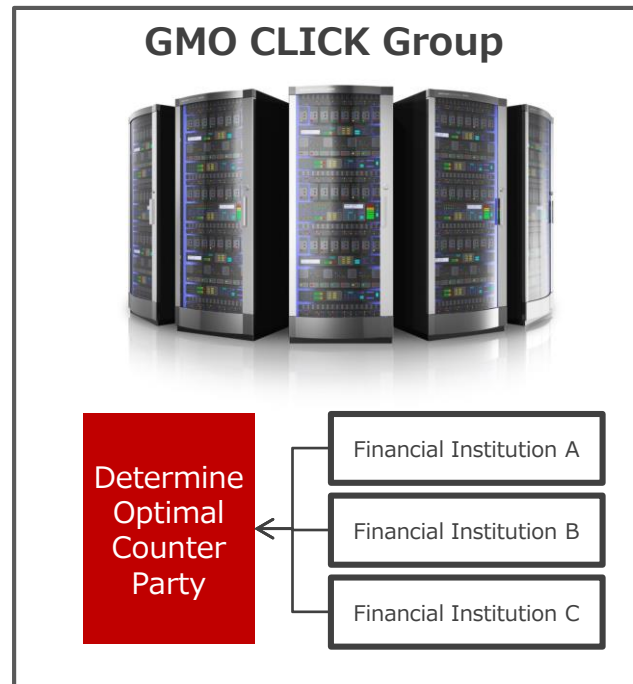 GMO CLICK Group
Determine
Optimal
Counter
Party
Financial Institution A
Financial Institution B
Financial Institution C